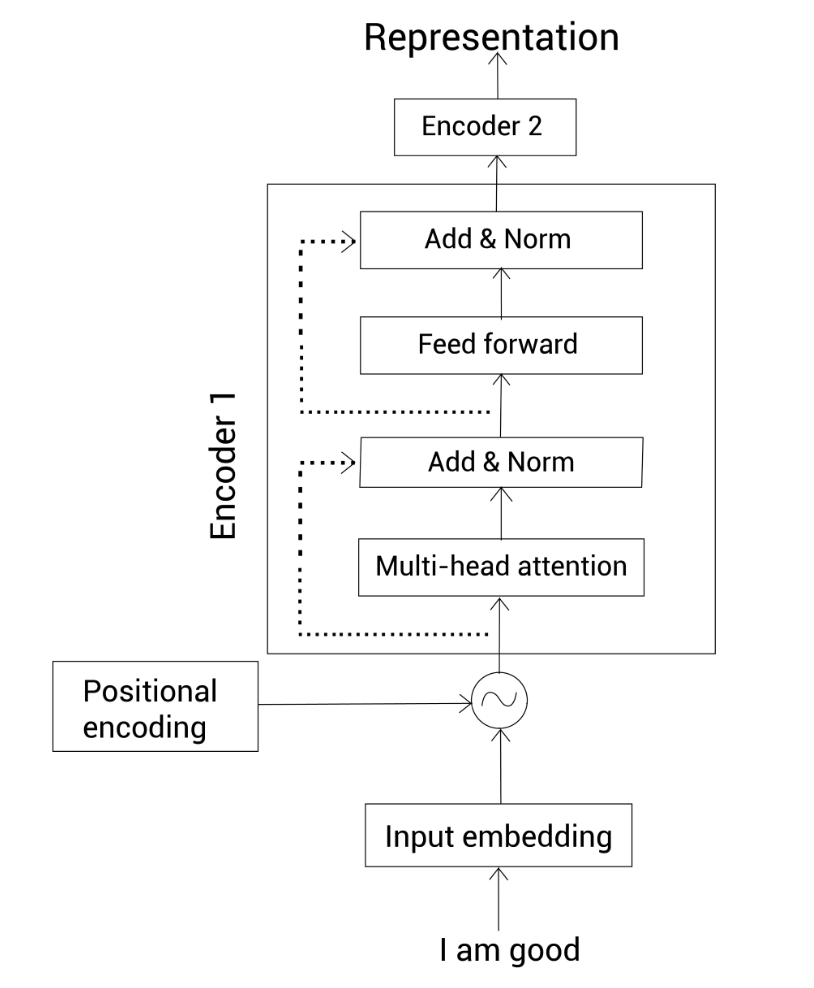 Representation
Encoder 2
Add & Norm
Feed forward
Encoder 1
Add & Norm
Multi-head attention
Positional
encoding
Input embedding
I am good